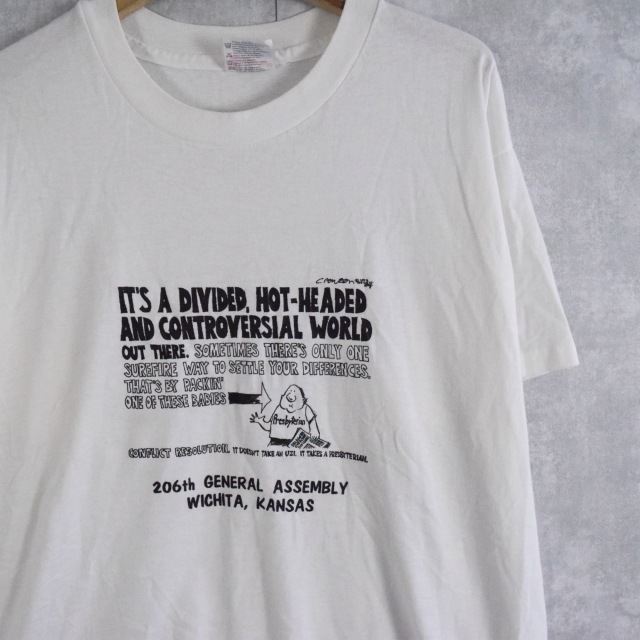 IT'S A DIVIDED, HOT-HEADED
AND CONTROVERSIAL WORLD
OUT THERE. SOMETIMES THERE'S ONLY ONE
SUREFIRE WAY TO SETTLE YOUR DIFFERENCES.
THAT'S BY PACKIN'
ONE OF THESE BABIES
Presbyterian
CONFLICT RESOLUTION. IT DOESN'T TAKE AN UZI. IT TAKES A PRESBYTERIAN.
206th GENERAL ASSEMBLY
WICHITA, KANSAS